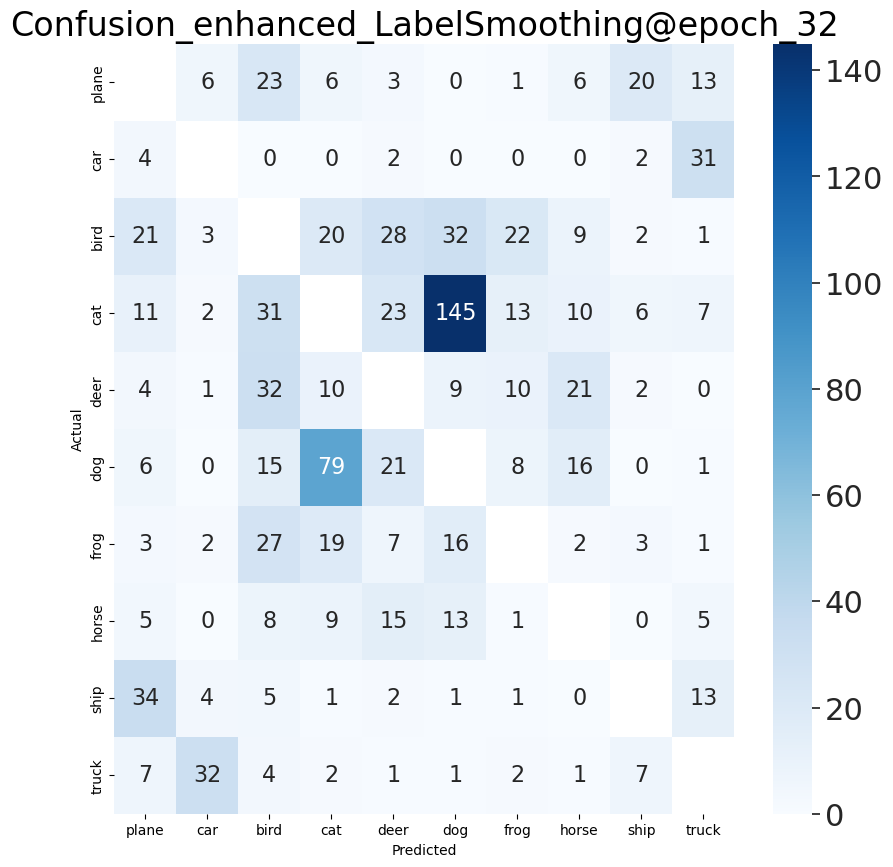 Confusion_enhanced_LabelSmoothing@epoch_32
plane 6 23 6 3 0 1 6 20 13
car 4 0 0 2 0 0 0 2 31
bird 21 3 20 28 32 22 9 2 1
cat 11 2 31 23 145 13 10 6 7
deer 4 1 32 10 9 10 21 2 0
Actual
dog 6 0 15 79 21 8 16 0 1
frog 3 2 27 19 7 16 2 3 1
horse 5 0 8 9 15 13 1 0 5
ship 34 4 5 1 2 1 1 0 13
truck 7 32 4 2 1 1 2 1 7
plane car bird cat deer dog frog horse ship truck
Predicted
140
120
100
80
60
40
20
0